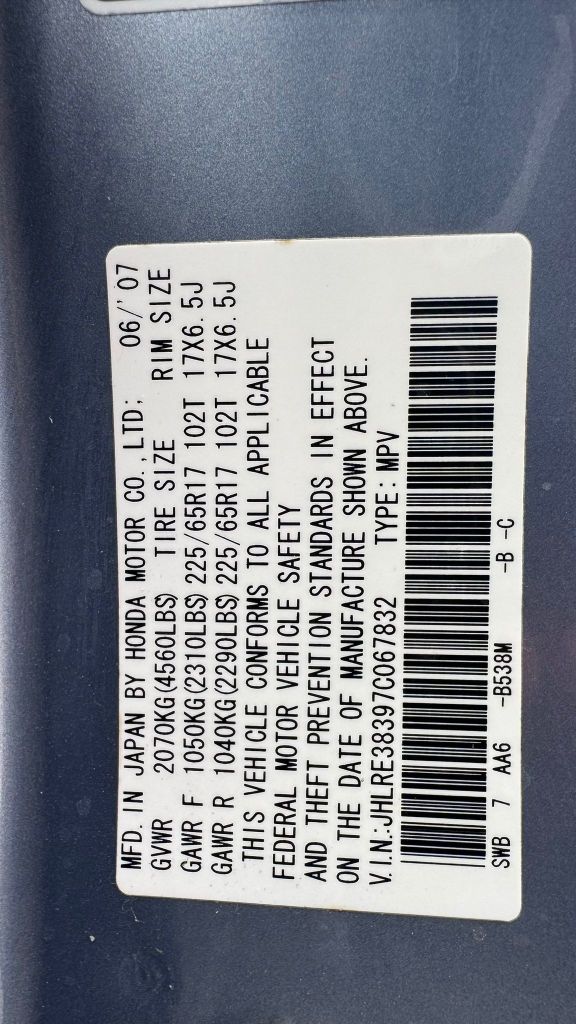 MFD. IN JAPAN BY HONDA MOTOR CO.,LTD; 06/'07
GVWR 2070KG(4560LBS) TIRE SIZE RIM SIZE
GAWR F 1050KG(2310LBS) 225/65R17 102T 17X6.5J
GAWR R 1040KG(2290LBS) 225/65R17 102T 17X6.5J
THIS VEHICLE CONFORMS TO ALL APPLICABLE
FEDERAL MOTOR VEHICLE SAFETY
AND THEFT PREVENTION STANDARDS IN EFFECT
ON THE DATE OF MANUFACTURE SHOWN ABOVE.
V.I.N.:JHLRE38397C067832 TYPE: MPV
SWB 7 AA6 -B538M -B -C